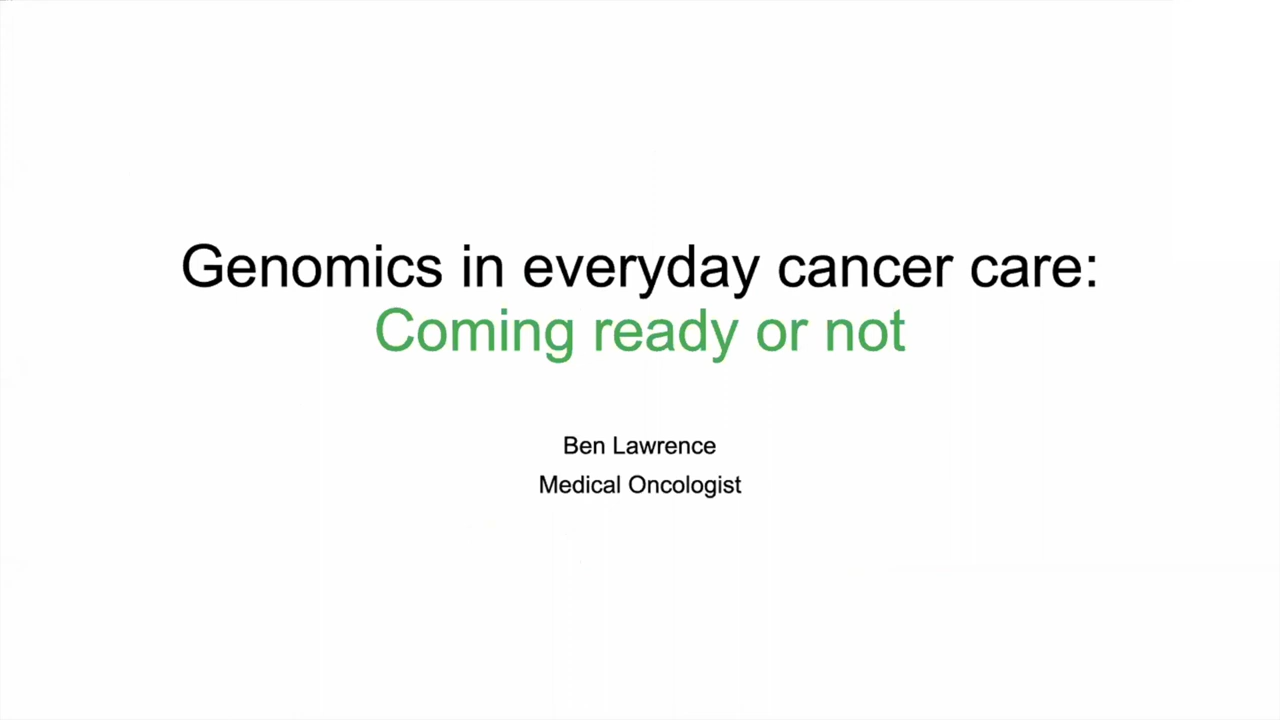 Genomics in everyday cancer care:
Coming ready or not
Ben Lawrence
Medical Oncologist